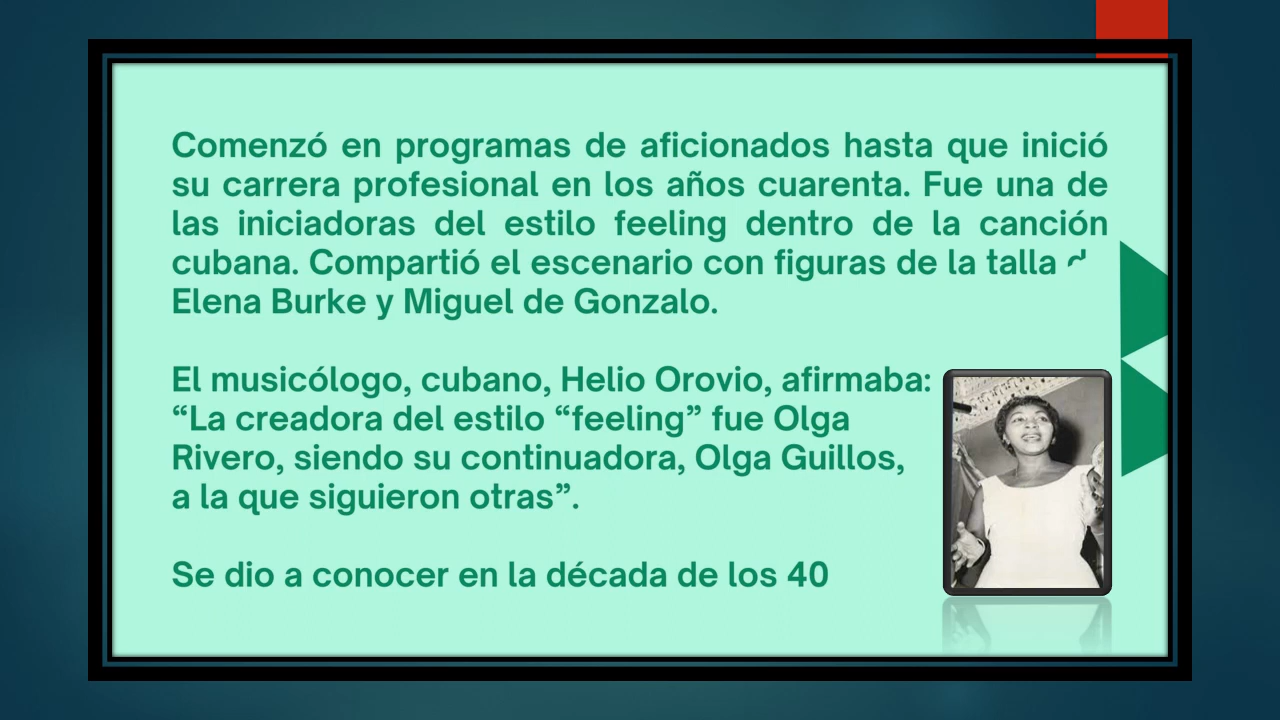 Comenzó en programas de aficionados hasta que inició
su carrera profesional en los años cuarenta. Fue una de
las iniciadoras del estilo feeling dentro de la canción
cubana. Compartió el escenario con figuras de la talla
Elena Burke y Miguel de Gonzalo.
El musicólogo, cubano, Helio Orovio, afirmaba:
“La creadora del estilo “feeling” fue Olga
Rivero, siendo su continuadora, Olga Guillos,
a la que siguieron otras”.
Se dio a conocer en la década de los 40